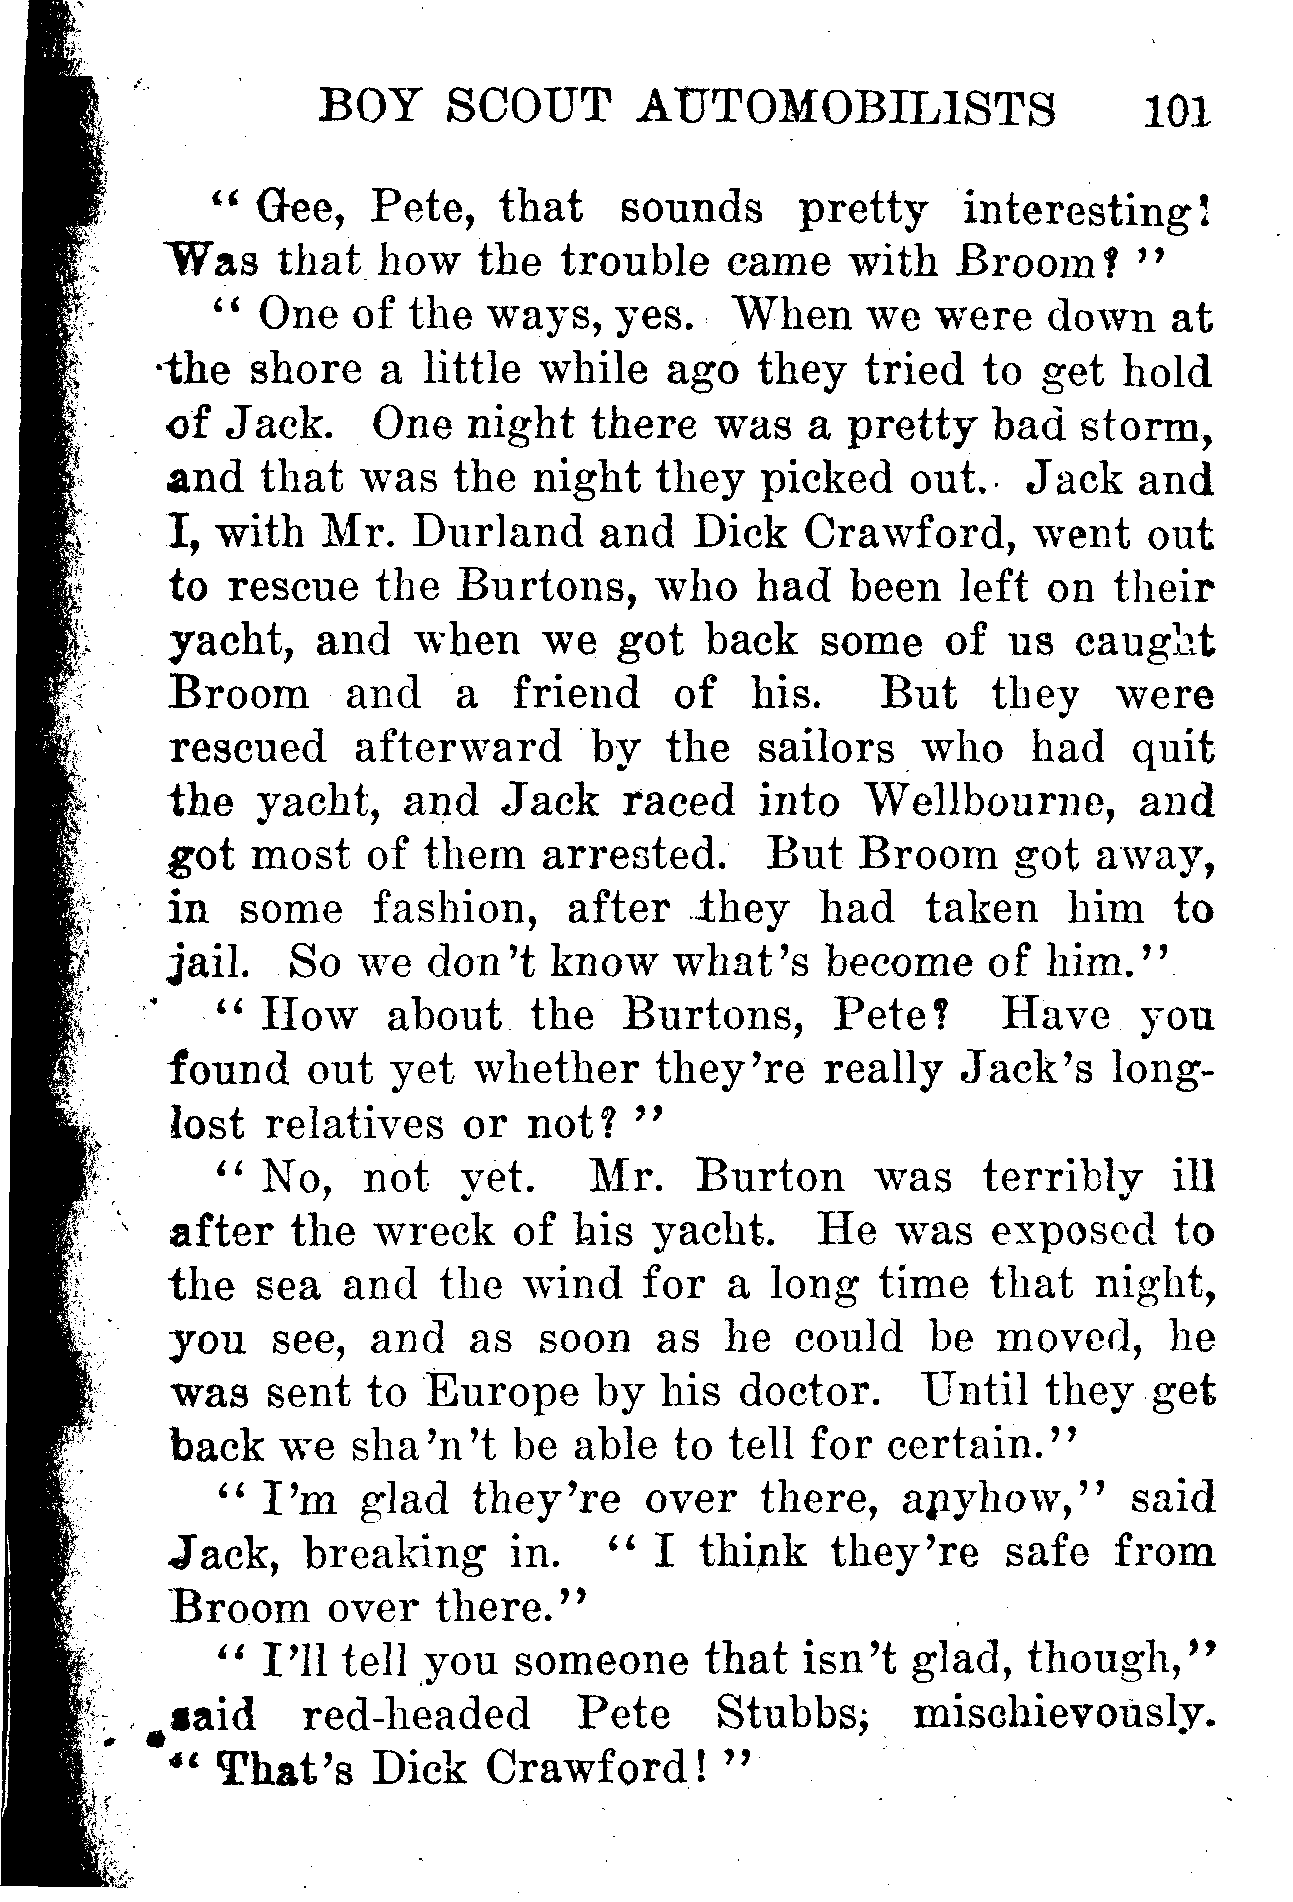 BOY SCOUT AUTOMOBILISTS 101
“ Gee, Pete, that sounds pretty interesting!
Was that how the trouble came with Broom? ”
“ One of the ways, yes. When we were down at
the shore a little while ago they tried to get hold
of Jack. One night there was a pretty bad storm,
and that was the night they picked out. Jack and
I, with Mr. Durland and Dick Crawford, went out
to rescue the Burtons, who had been left on their
yacht, and when we got back some of us caught
Broom and a friend of his. But they were
rescued afterward by the sailors who had quit
the yacht, and Jack raced into Wellbourne, and
got most of them arrested. But Broom got away,
in some fashion, after they had taken him to
jail. So we don’t know what’s become of him.”
“ How about the Burtons, Pete? Have you
found out yet whether they’re really Jack’s long-
lost relatives or not? ”
“ No, not yet. Mr. Burton was terribly ill
after the wreck of his yacht. He was exposed to
the sea and the wind for a long time that night,
you see, and as soon as he could be moved, he
was sent to Europe by his doctor. Until they get
back we sha’n’t be able to tell for certain.”
“ I’m glad they’re over there, anyhow,” said
Jack, breaking in. “ I think they’re safe from
Broom over there.”
“ I’ll tell you someone that isn’t glad, though,”
said red-headed Pete Stubbs, mischievously.
“ That’s Dick Crawford! ”